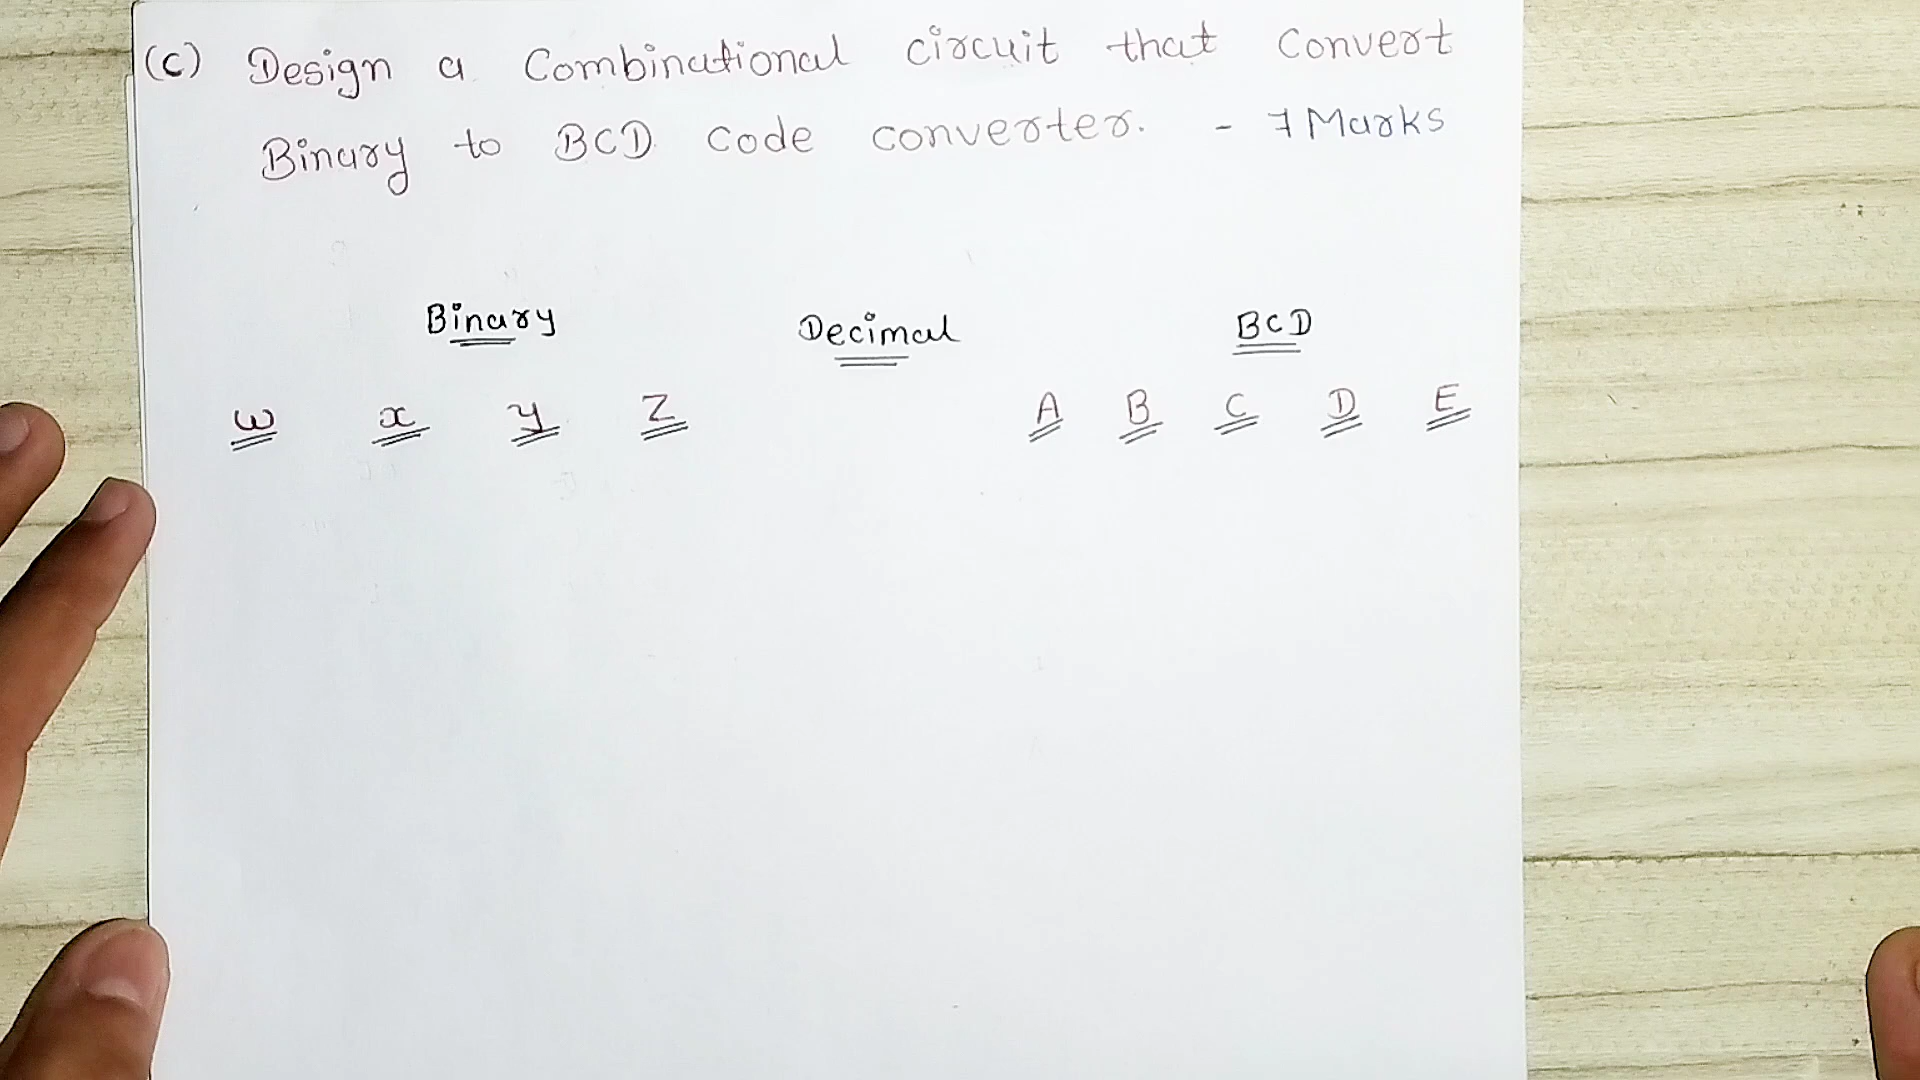 (C) Design a Combinational circuit that Convert
Binary to BCD Code converter. - 7 Marks
Binary Decimal BCD
w x y z A B C D E